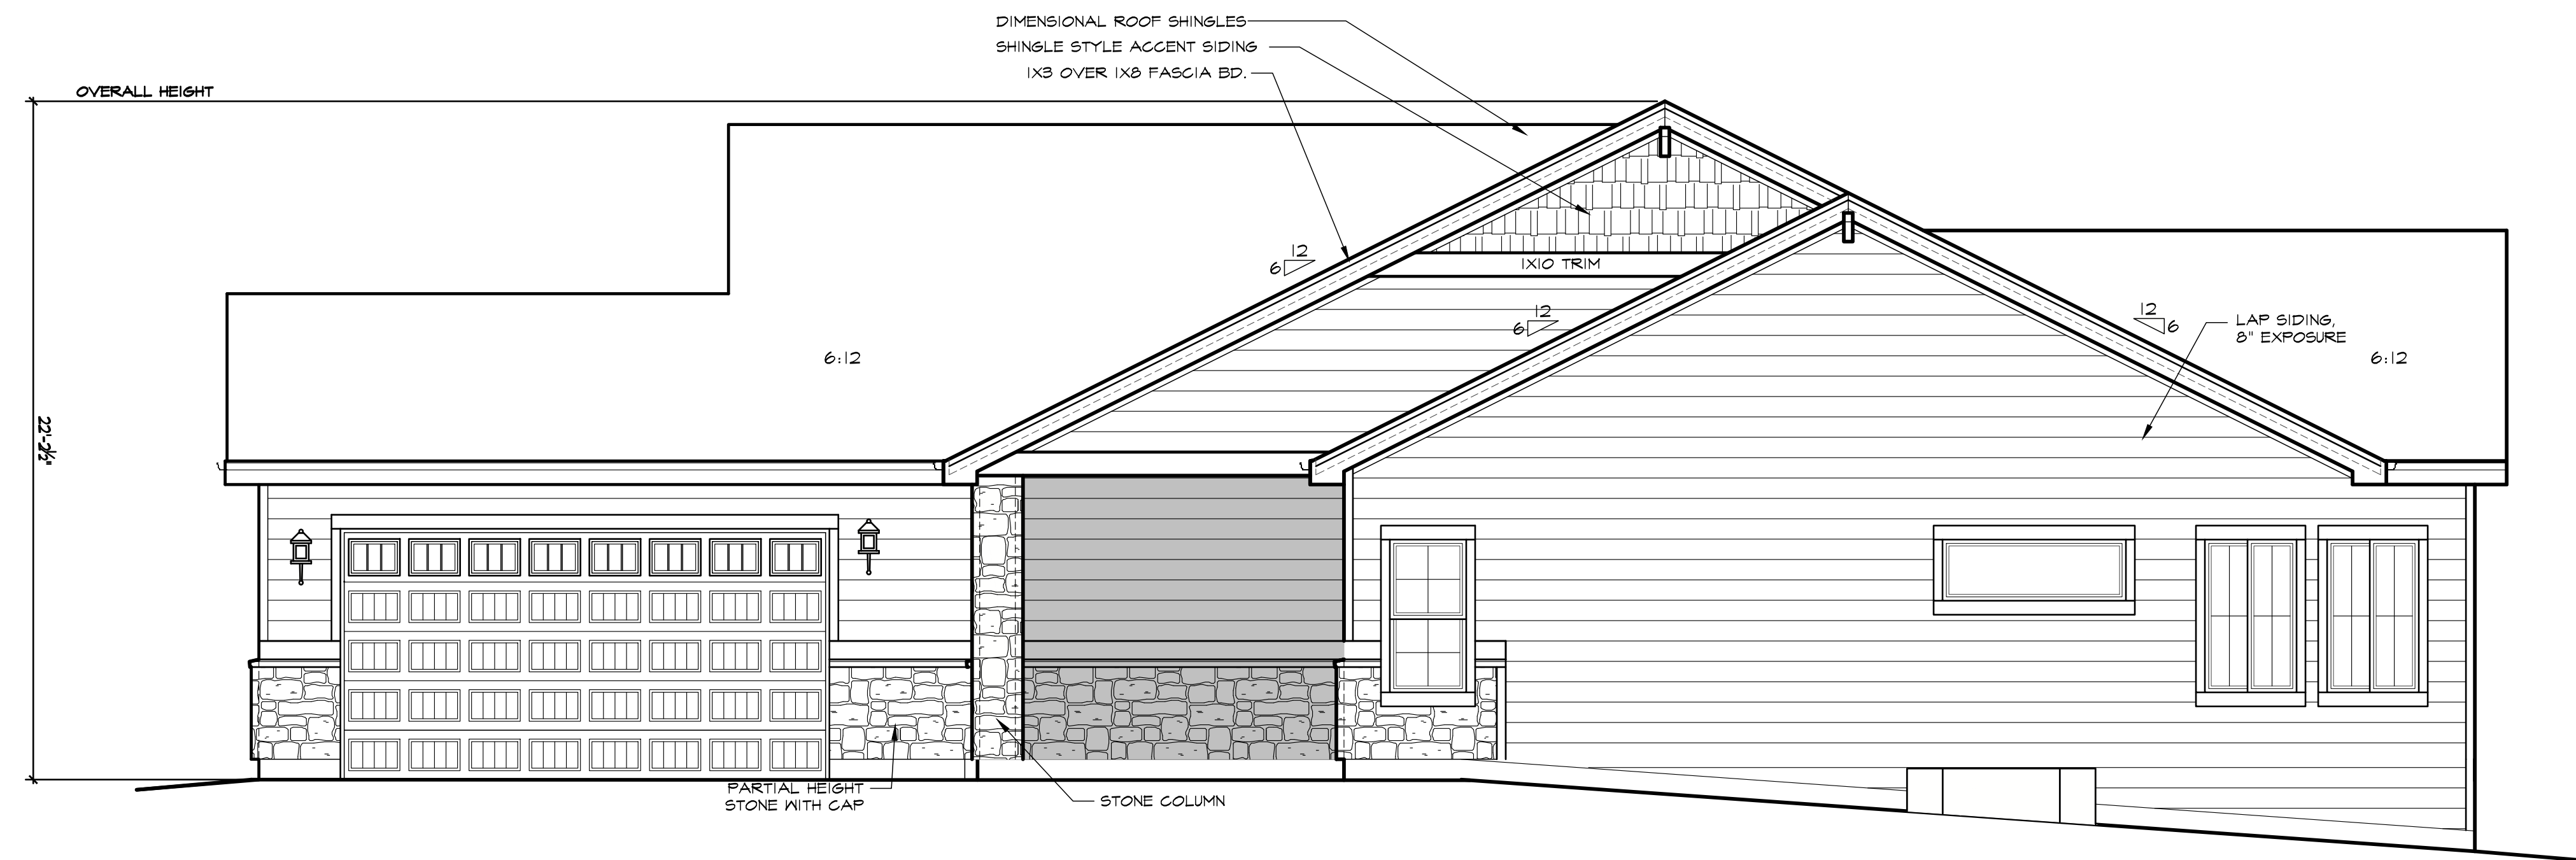 DIMENSIONAL ROOF SHINGLES
SHINGLE STYLE ACCENT SIDING
1X3 OVER 1X8 FASCIA BD.
OVERALL HEIGHT
12
6
1X10 TRIM
12
6
12
6
LAP SIDING,
8" EXPOSURE
6:12
6:12
22'-2½"
PARTIAL HEIGHT
STONE WITH CAP
STONE COLUMN